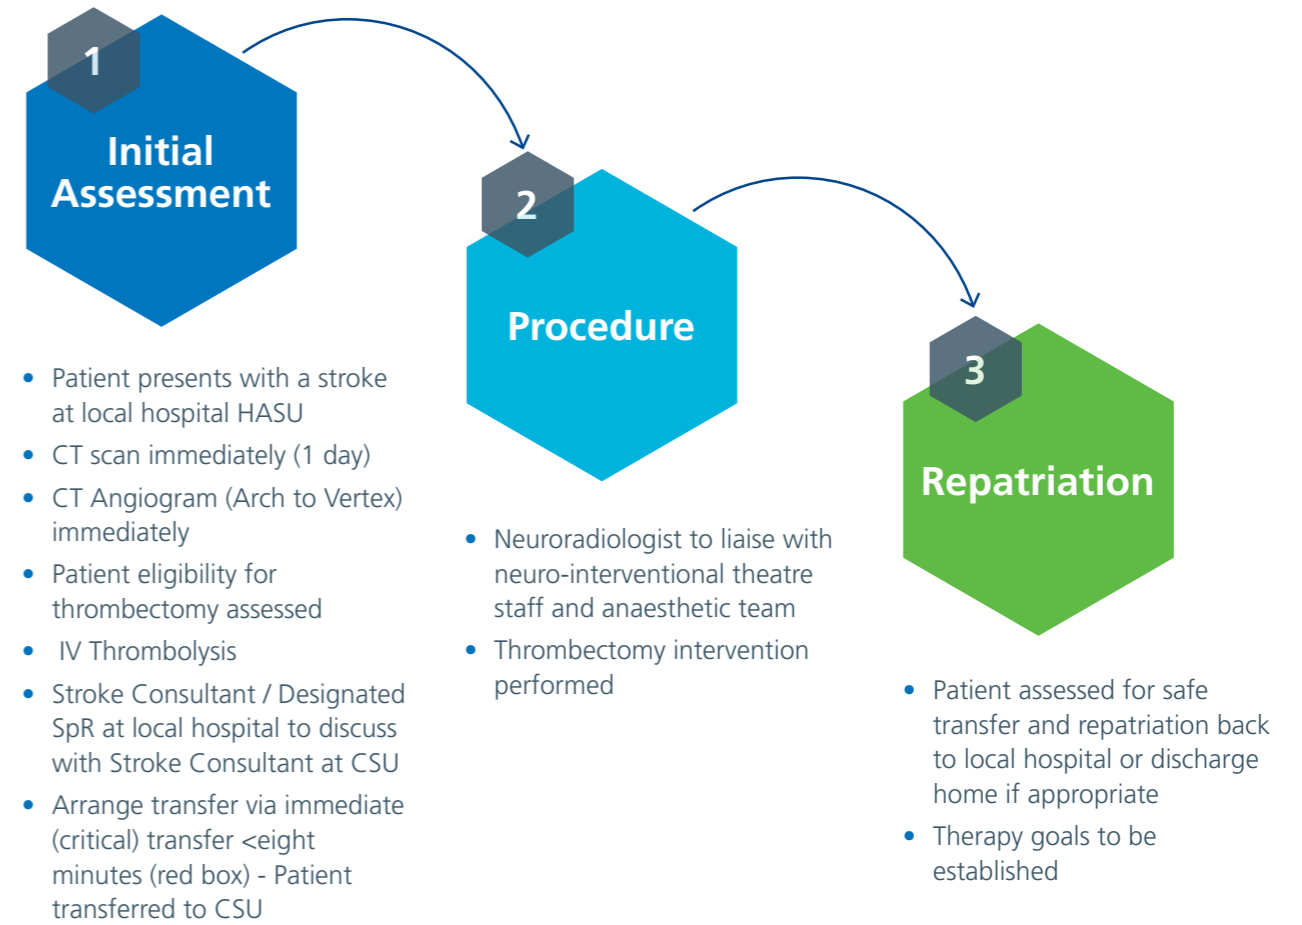 1
Initial
Assessment
• Patient presents with a stroke
at local hospital HASU
• CT scan immediately (1 day)
• CT Angiogram (Arch to Vertex)
immediately
• Patient eligibility for
thrombectomy assessed
• IV Thrombolysis
• Stroke Consultant / Designated
SpR at local hospital to discuss
with Stroke Consultant at CSU
• Arrange transfer via immediate
(critical) transfer <eight
minutes (red box) - Patient
transferred to CSU
2
Procedure
• Neuroradiologist to liaise with
neuro-interventional theatre
staff and anaesthetic team
• Thrombectomy intervention
performed
3
Repatriation
• Patient assessed for safe
transfer and repatriation back
to local hospital or discharge
home if appropriate
• Therapy goals to be
established